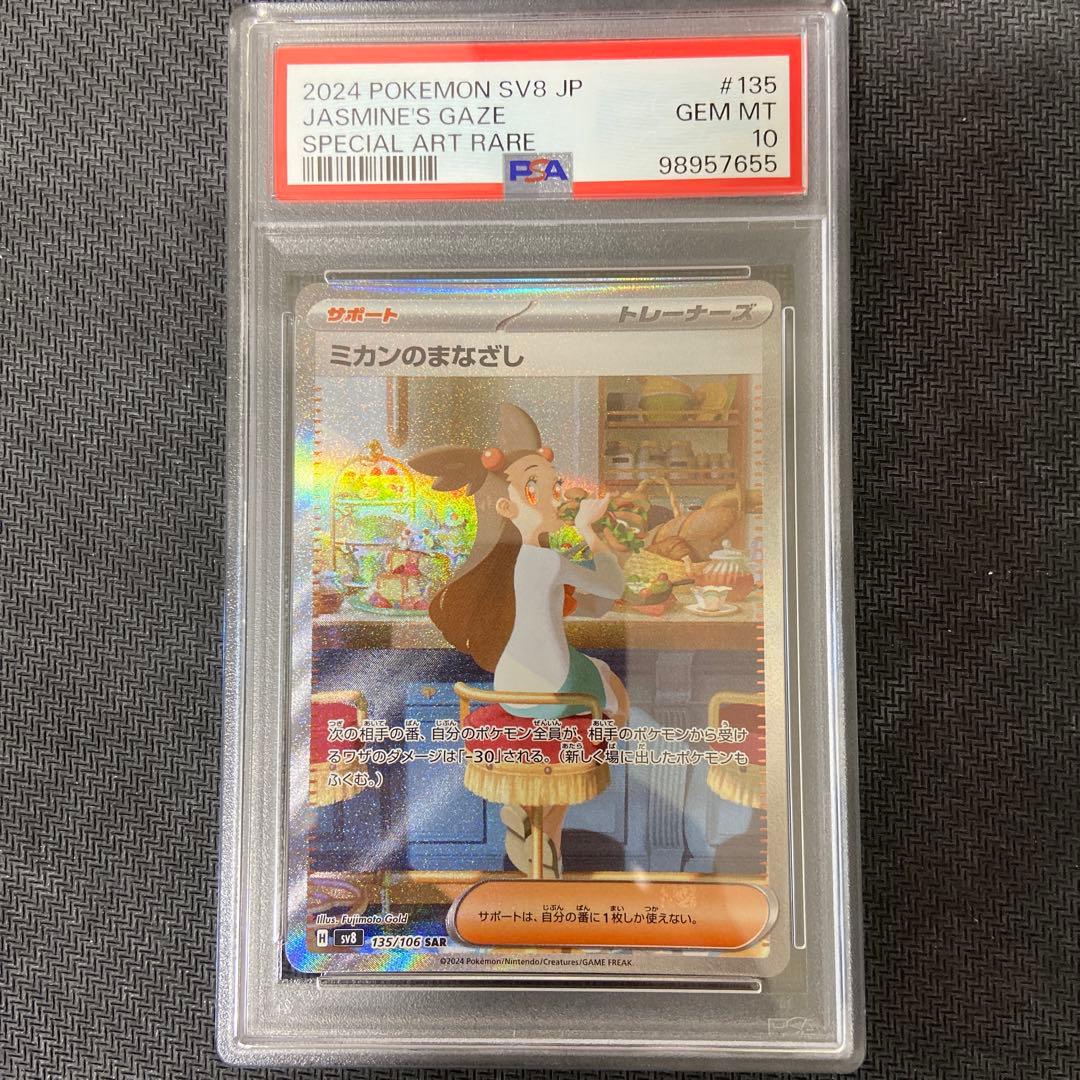 2024 POKEMON SV8 JP #135
JASMINE'S GAZE GEM MT
SPECIAL ART RARE 10
PSA 98957655
サポート トレーナーズ
ミカンのまなざし
次の相手の番、自分のポケモン全員が、相手のポケモンから受け
るワザのダメージは「-30」される。（新しく場に出したポケモンも
ふくむ。）
サポートは、自分の番に1枚しか使えない。
Illus. Fujimoto Gold
H sv8 135/106 SAR
©2024 Pokémon/Nintendo/Creatures/GAME FREAK
PSA